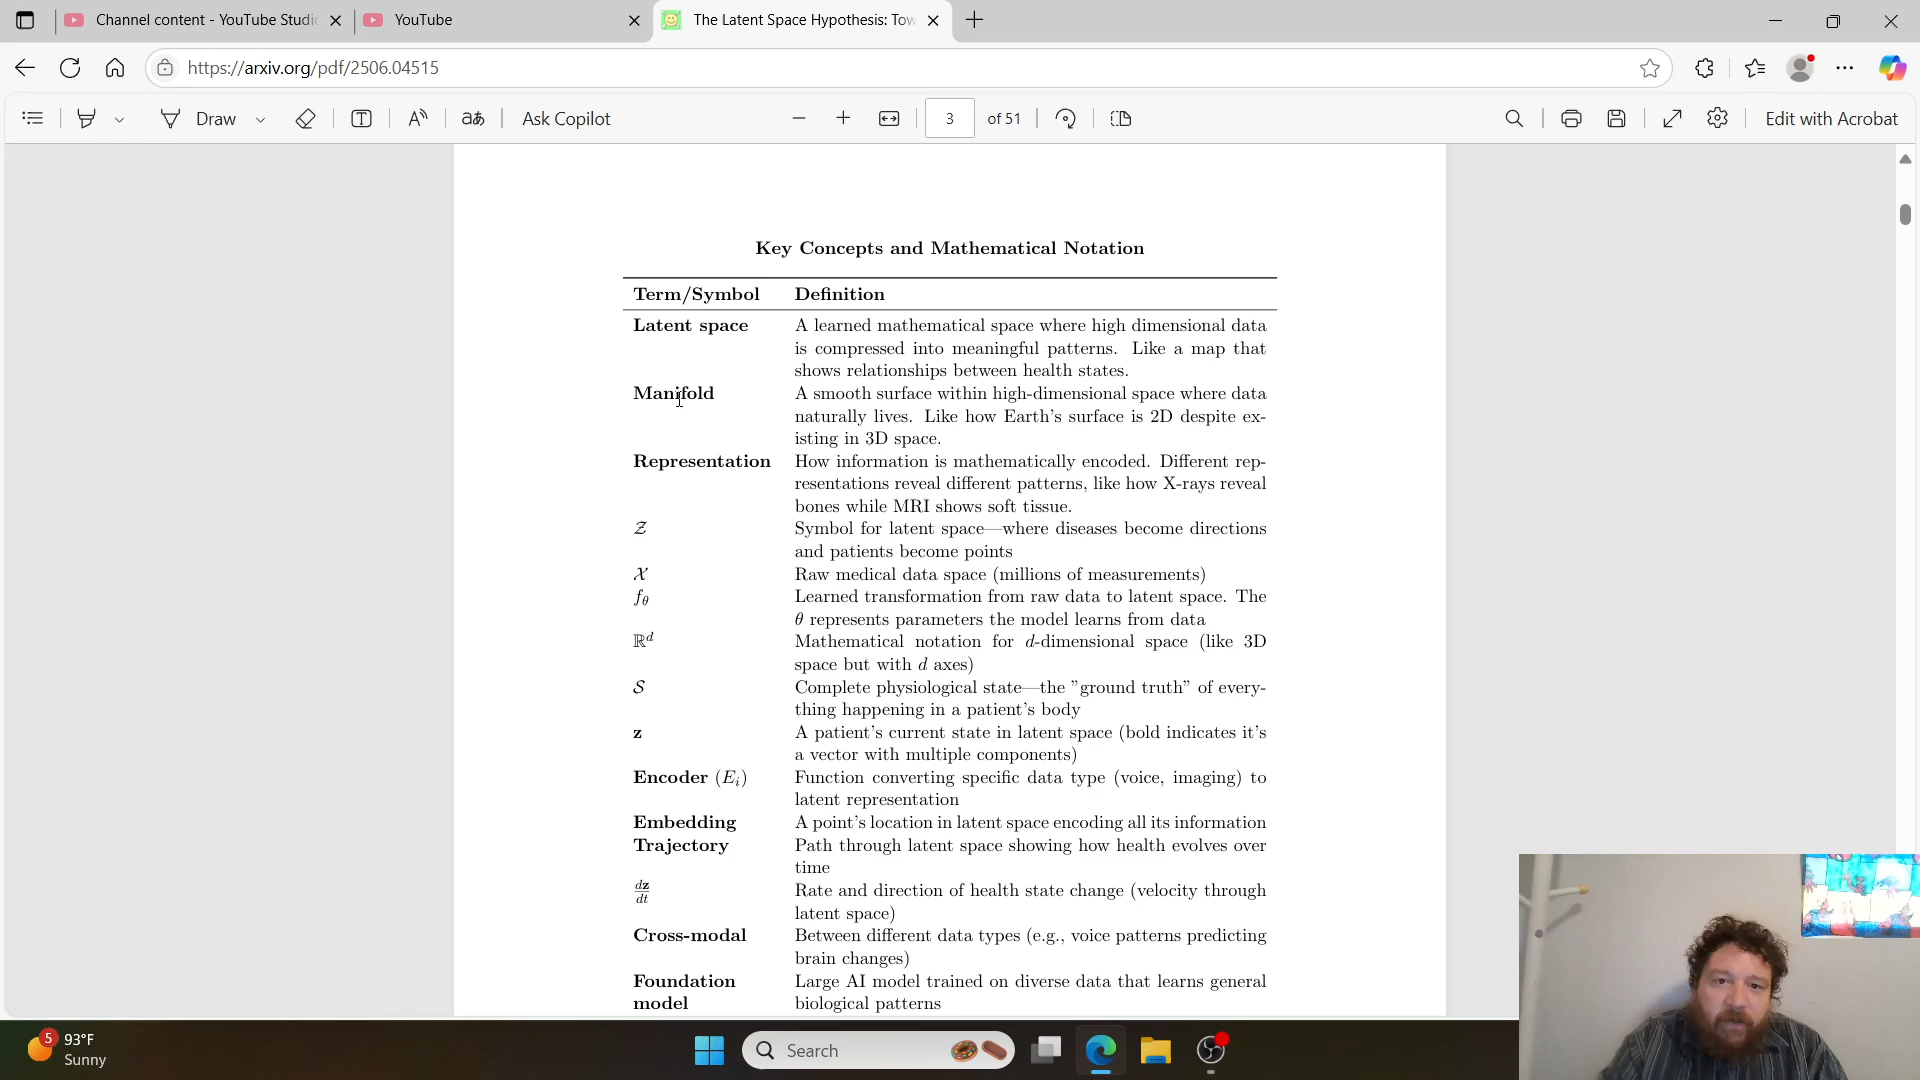 Channel content - YouTube Studio
YouTube
The Latent Space Hypothesis: Tow
https://arxiv.org/pdf/2506.04515
Draw
Ask Copilot
3 of 51
Edit with Acrobat
Key Concepts and Mathematical Notation
Term/Symbol Definition
Latent space A learned mathematical space where high dimensional data
is compressed into meaningful patterns. Like a map that
shows relationships between health states.
Manifold A smooth surface within high-dimensional space where data
naturally lives. Like how Earth's surface is 2D despite ex-
isting in 3D space.
Representation How information is mathematically encoded. Different rep-
resentations reveal different patterns, like how X-rays reveal
bones while MRI shows soft tissue.
𝒵 Symbol for latent space—where diseases become directions
and patients become points
𝒳 Raw medical data space (millions of measurements)
fθ Learned transformation from raw data to latent space. The
θ represents parameters the model learns from data
ℝᵈ Mathematical notation for d-dimensional space (like 3D
space but with d axes)
𝒮 Complete physiological state—the ”ground truth” of every-
thing happening in a patient's body
z A patient's current state in latent space (bold indicates it's
a vector with multiple components)
Encoder (Eᵢ) Function converting specific data type (voice, imaging) to
latent representation
Embedding A point's location in latent space encoding all its information
Trajectory Path through latent space showing how health evolves over
time
dz/dt Rate and direction of health state change (velocity through
latent space)
Cross-modal Between different data types (e.g., voice patterns predicting
brain changes)
Foundation Large AI model trained on diverse data that learns general
model biological patterns
5
93°F
Sunny
Search